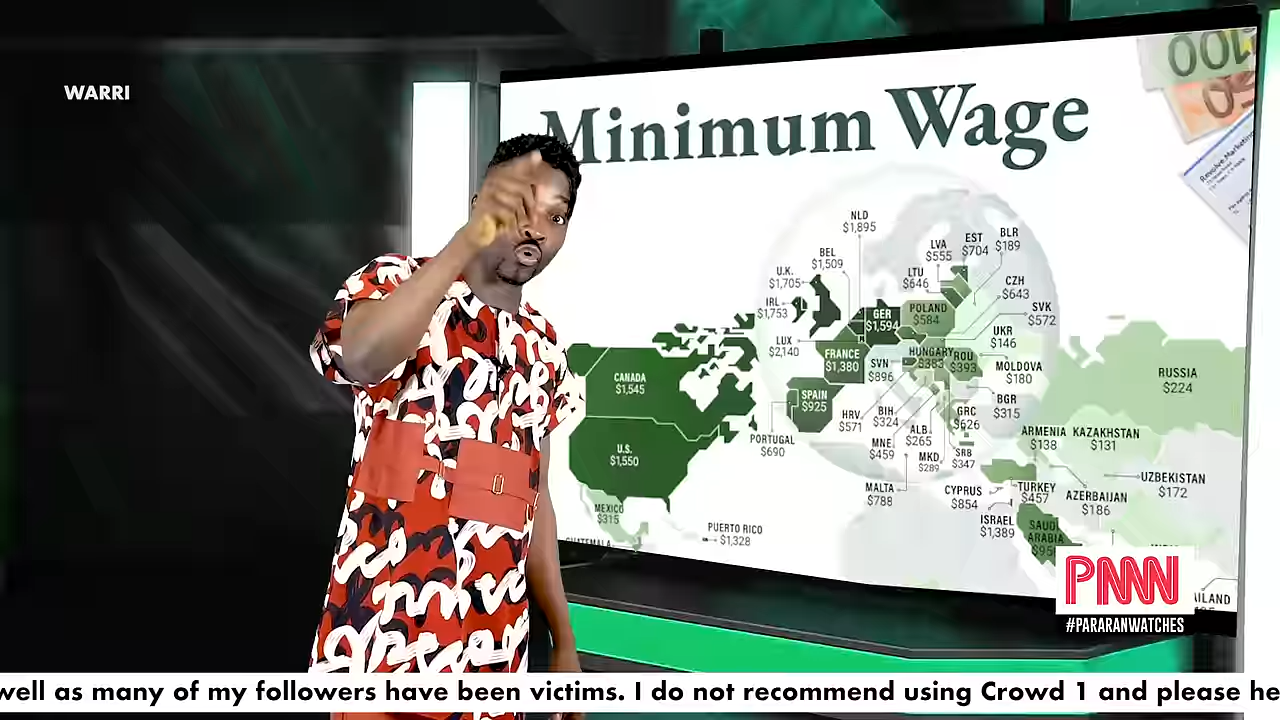 WARRI
Minimum Wage
100
Revolve Marketing
NLD
$1,895
BEL
$1,509
U.K.
$1,705
IRL
$1,753
LUX
$2,140
LVA
$555
EST
$704
BLR
$189
LTU
$646
CZH
$643
SVK
$572
GER
$1,594
POLAND
$584
UKR
$146
FRANCE
$1,380
HUNGARY
$383
ROU
$393
MOLDOVA
$180
SVN
$896
SPAIN
$925
PORTUGAL
$690
HRV
$571
BIH
$324
MNE
$459
ALB
$265
MKD
$289
GRC
$626
SRB
$347
BGR
$315
MALTA
$788
CYPRUS
$854
TURKEY
$457
ISRAEL
$1,389
SAUDI
ARABIA
ARMENIA
$138
KAZAKHSTAN
$131
AZERBAIJAN
$186
UZBEKISTAN
$172
RUSSIA
$224
CANADA
$1,545
U.S.
$1,550
MEXICO
$315
GUATEMALA
PUERTO RICO
$1,328
AILAND
PNN
#PARARANWATCHES
well as many of my followers have been victims. I do not recommend using Crowd 1 and please he